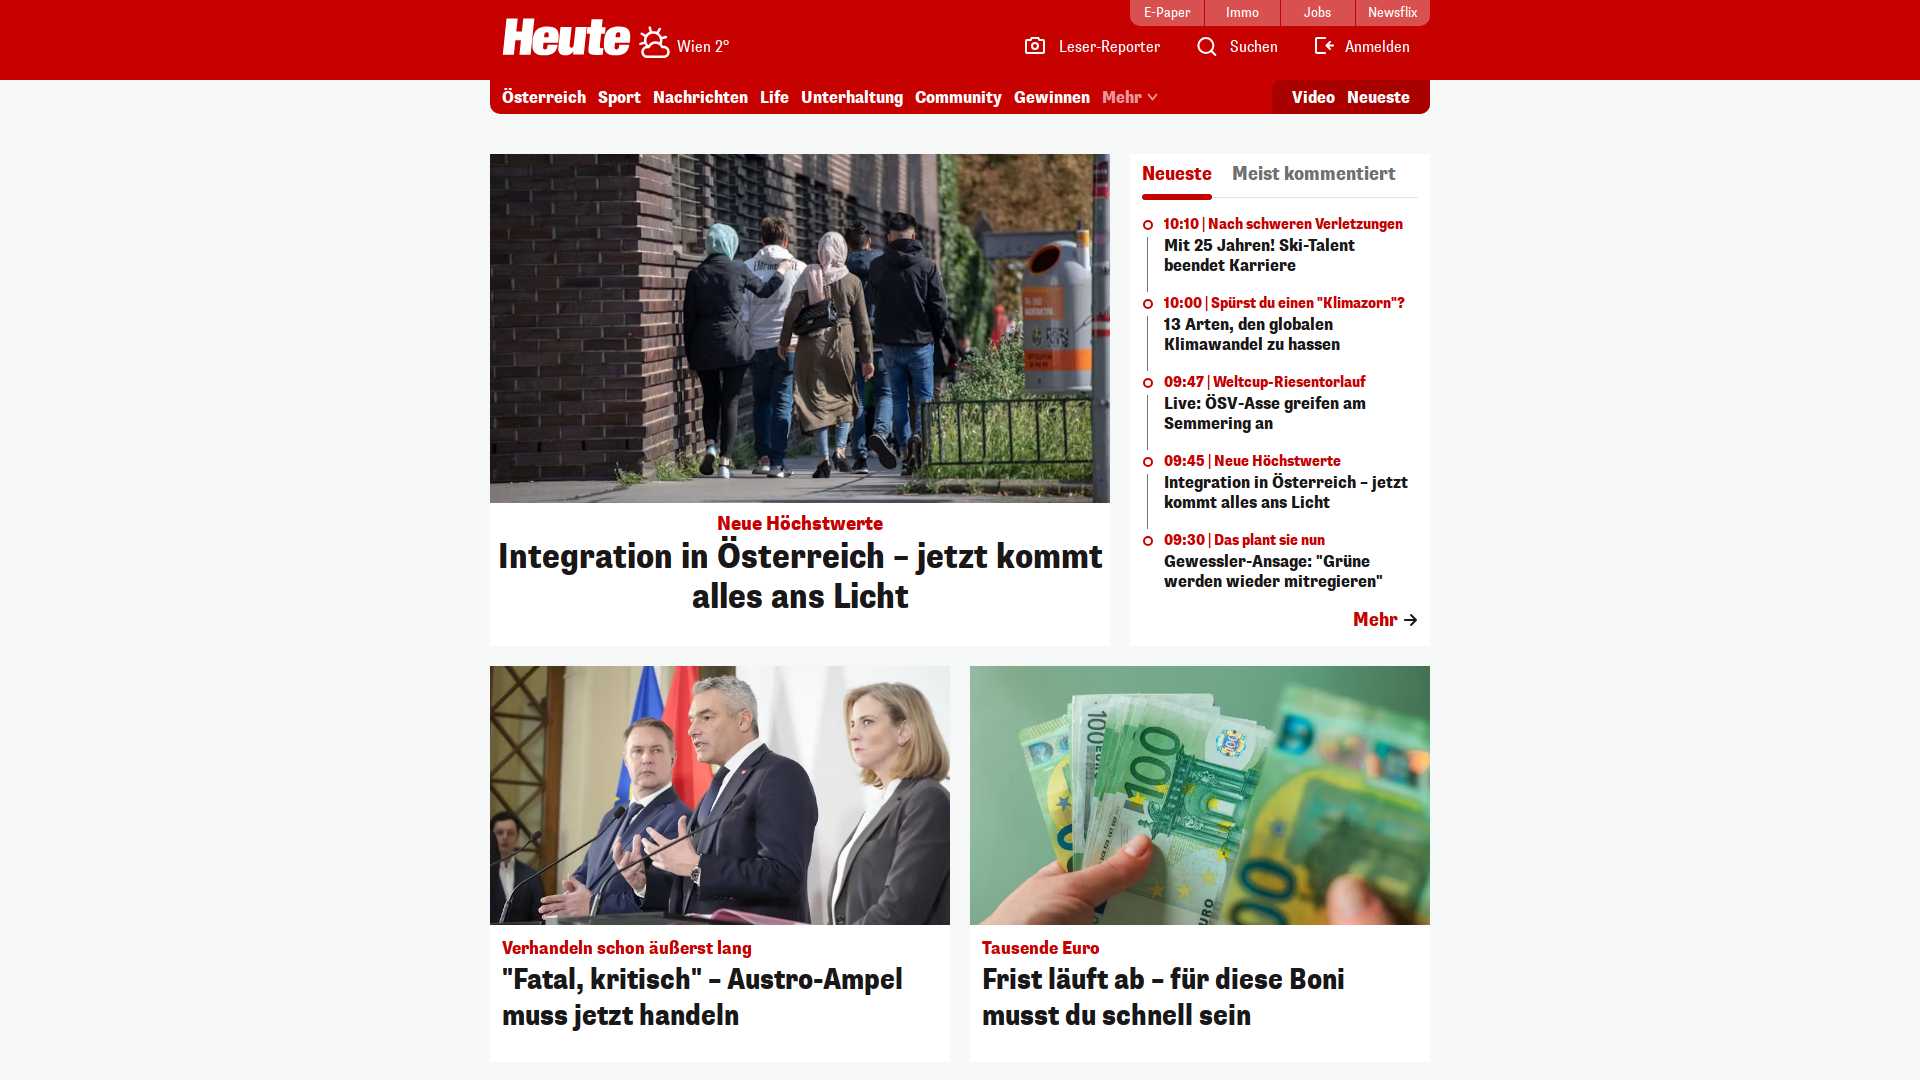 E-Paper
Immo
Jobs
Newsflix
Heute
Wien 2°
Leser-Reporter
Suchen
Anmelden
Österreich
Sport
Nachrichten
Life
Unterhaltung
Community
Gewinnen
Mehr
Video
Neueste
Neue Höchstwerte
Integration in Österreich – jetzt kommt
alles ans Licht
Neueste
Meist kommentiert
10:10 | Nach schweren Verletzungen
Mit 25 Jahren! Ski-Talent
beendet Karriere
10:00 | Spürst du einen "Klimazorn"?
13 Arten, den globalen
Klimawandel zu hassen
09:47 | Weltcup-Riesentorlauf
Live: ÖSV-Asse greifen am
Semmering an
09:45 | Neue Höchstwerte
Integration in Österreich – jetzt
kommt alles ans Licht
09:30 | Das plant sie nun
Gewessler-Ansage: "Grüne
werden wieder mitregieren"
Mehr
Verhandeln schon äußerst lang
"Fatal, kritisch" – Austro-Ampel
muss jetzt handeln
100
100
EURO
Tausende Euro
Frist läuft ab – für diese Boni
musst du schnell sein